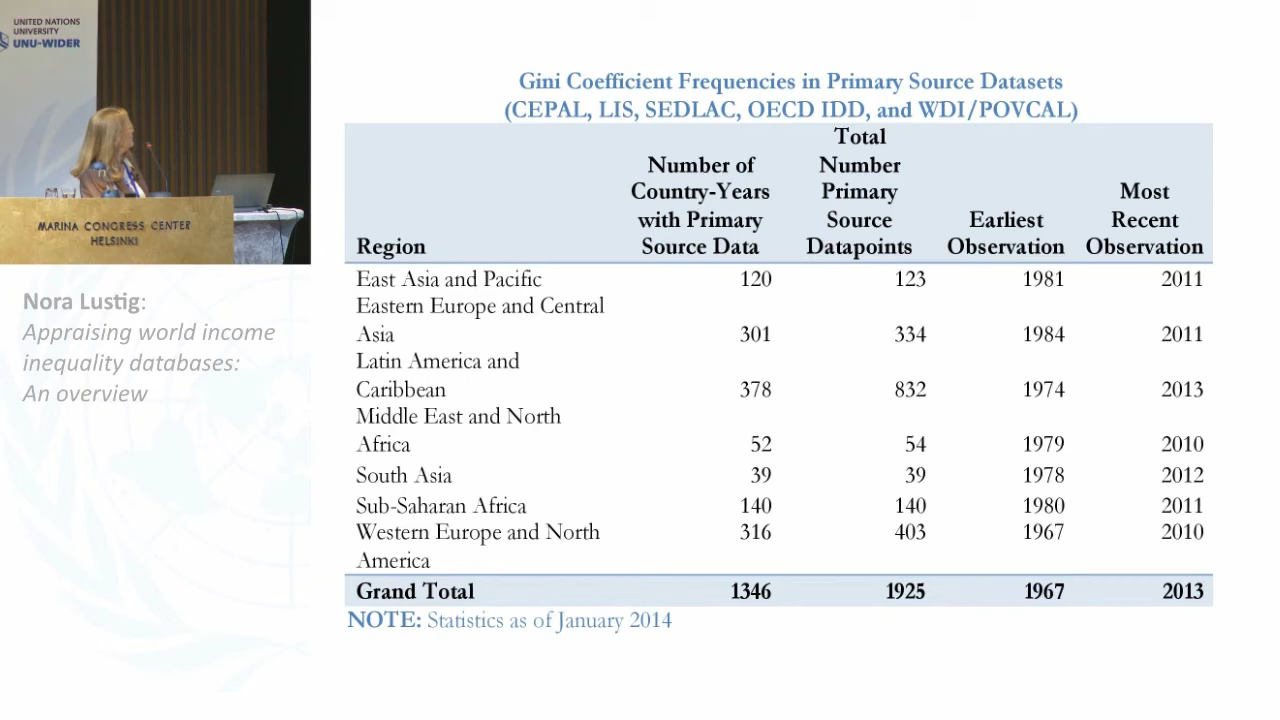 UNITED NATIONS
UNIVERSITY
UNU-WIDER
MARINA CONGRESS CENTER
HELSINKI
Nora Lustig:
Appraising world income
inequality databases:
An overview
Gini Coefficient Frequencies in Primary Source Datasets
(CEPAL, LIS, SEDLAC, OECD IDD, and WDI/POVCAL)
Region Number of Country-Years with Primary Source Data Total Number Primary Source Datapoints Earliest Observation Most Recent Observation
East Asia and Pacific 120 123 1981 2011
Eastern Europe and Central
Asia 301 334 1984 2011
Latin America and
Caribbean 378 832 1974 2013
Middle East and North
Africa 52 54 1979 2010
South Asia 39 39 1978 2012
Sub-Saharan Africa 140 140 1980 2011
Western Europe and North 316 403 1967 2010
America
Grand Total 1346 1925 1967 2013
NOTE: Statistics as of January 2014